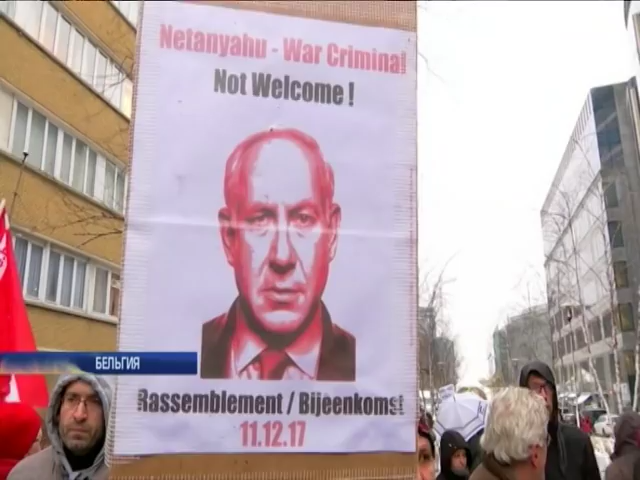 Netanyahu - War Criminal
Not Welcome !
БЕЛЬГИЯ
Rassemblement / Bijeenkomst
11.12.17